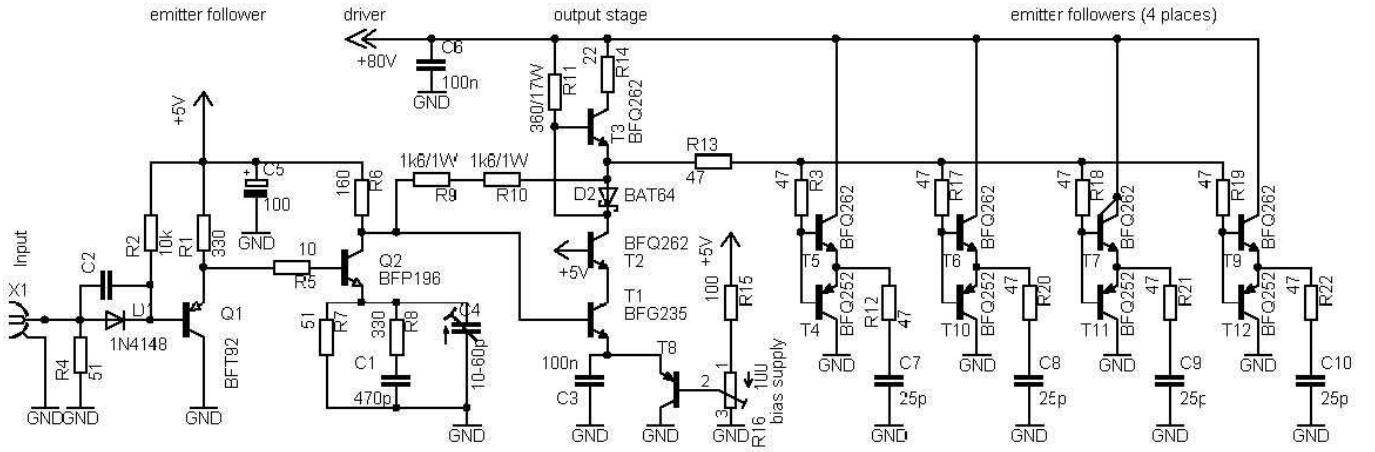 emitter follower
driver
output stage
emitter followers (4 places)
+80V
C6
100n
GND
360/17W
R11
22
R14
T3
BFQ262
+5V
C5
+
100
GND
R2
10k
R1
330
160
R6
1k6/1W
R9
1k6/1W
R10
D2
BAT64
R13
47
BFQ262
T2
+5V
T1
BFG235
Input
X1
C2
U1
1N4148
R4
51
GND
GND
Q1
BFT92
GND
10
R5
Q2
BFP196
51
R7
330
R8
C1
470p
C4
10-60p
GND
100n
C3
GND
T8
GND
+5V
100
R15
1
2
3
100
R16
bias supply
GND
47
R3
BFQ262
T5
T4
BFQ252
GND
R12
47
C7
25p
GND
47
R17
BFQ262
T6
T10
BFQ252
GND
47
R20
C8
25p
GND
47
R18
BFQ262
T7
T11
BFQ252
GND
47
R21
C9
25p
GND
47
R19
BFQ262
T9
T12
BFQ252
GND
47
R22
C10
25p
GND